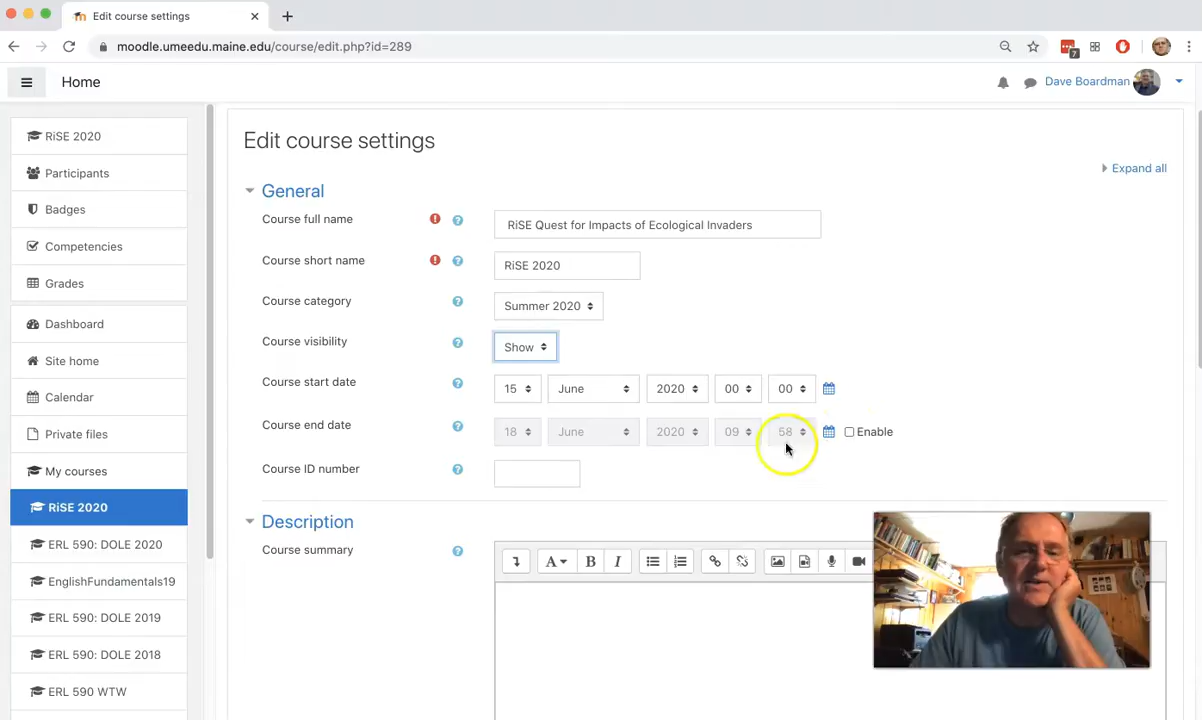 Edit course settings
moodle.umeedu.maine.edu/course/edit.php?id=289
7
Home
Dave Boardman
RiSE 2020
Participants
Badges
Competencies
Grades
Dashboard
Site home
Calendar
Private files
My courses
RiSE 2020
ERL 590: DOLE 2020
EnglishFundamentals19
ERL 590: DOLE 2019
ERL 590: DOLE 2018
ERL 590 WTW
Edit course settings
Expand all
General
Course full name
RiSE Quest for Impacts of Ecological Invaders
Course short name
RiSE 2020
Course category
Summer 2020
Course visibility
Show
Course start date
15 June 2020 00 00
Course end date
18 June 2020 09 58 Enable
Course ID number
Description
Course summary
A B I